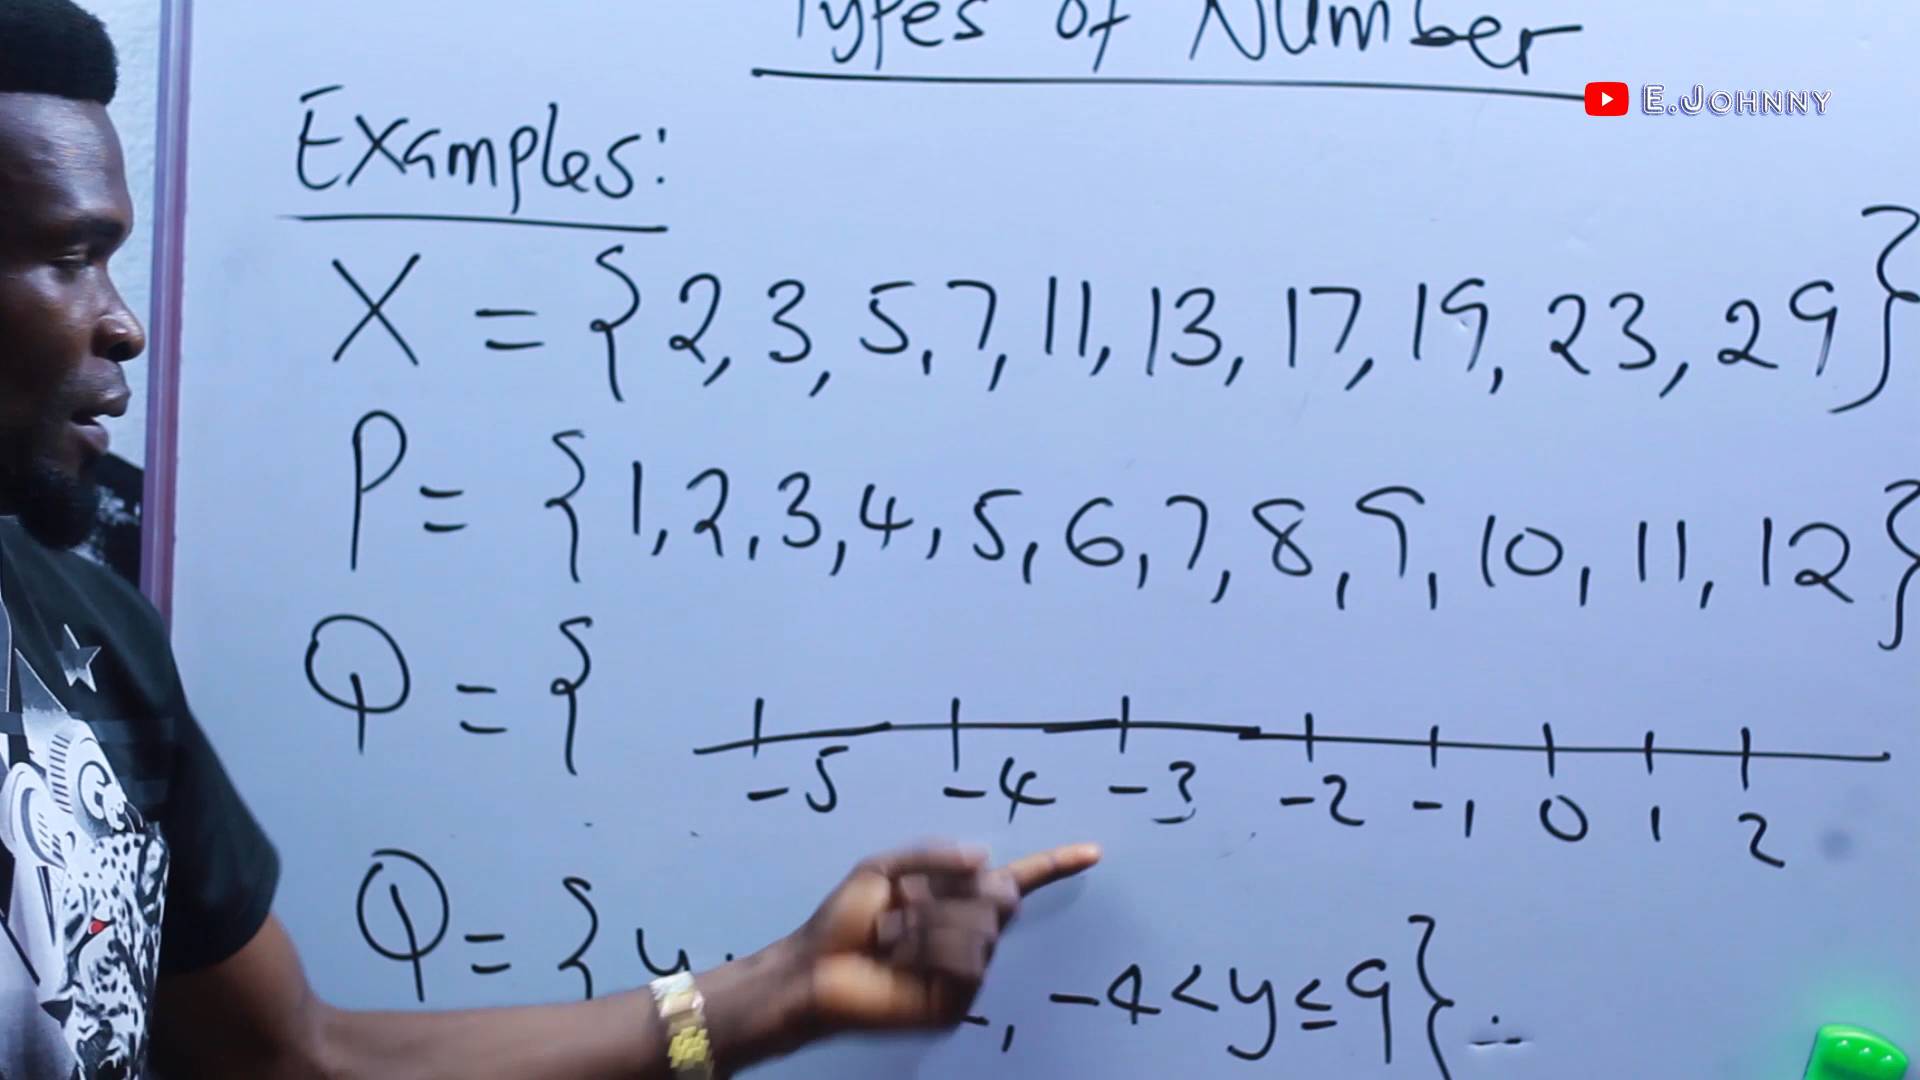 Types of Number
E.Johnny
Examples:
X = {2, 3, 5, 7, 11, 13, 17, 19, 23, 29}
P = {1, 2, 3, 4, 5, 6, 7, 8, 9, 10, 11, 12}
Q = {
-5 -4 -3 -2 -1 0 1 2
Q = {y: , -4 < y ≤ 9}